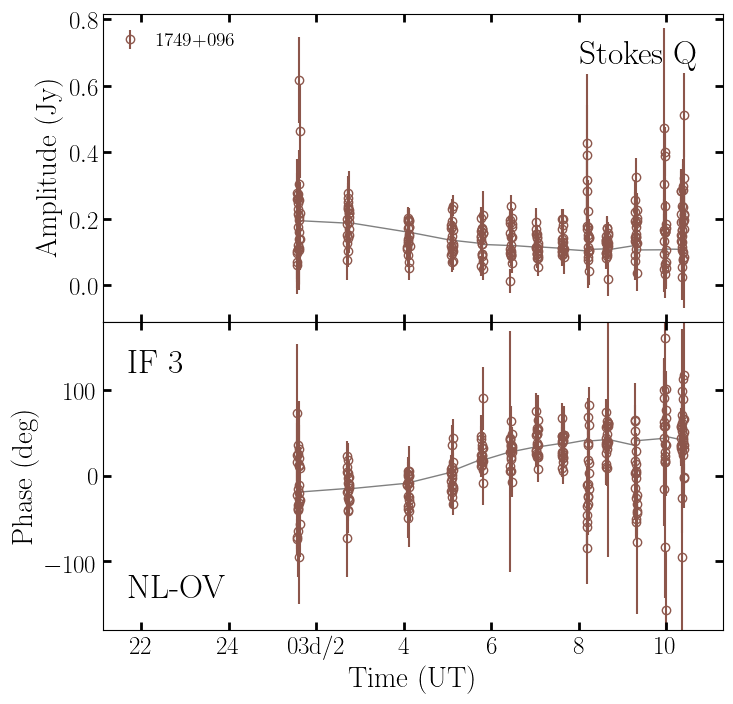 0.8
1749+096
Stokes Q
0.6
0.4
0.2
0.0
Amplitude (Jy)
IF 3
100
0
−100
Phase (deg)
NL-OV
22 24 03d/2 4 6 8 10
Time (UT)